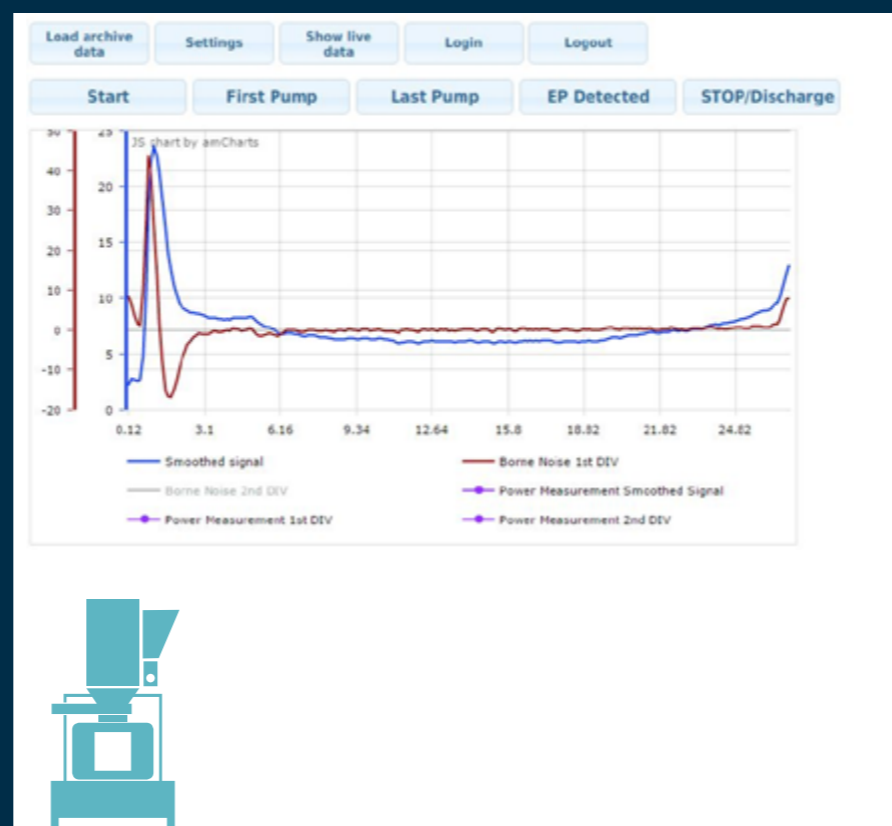 Load archive data
Settings
Show live data
Login
Logout
Start
First Pump
Last Pump
EP Detected
STOP/Discharge
JS chart by amCharts
50
40
30
20
10
0
-10
-20
25
20
15
10
5
0
0.12 3.1 6.16 9.34 12.64 15.8 18.82 21.82 24.82
Smoothed signal
Borne Noise 1st DIV
Borne Noise 2nd DIV
Power Measurement Smoothed Signal
Power Measurement 1st DIV
Power Measurement 2nd DIV